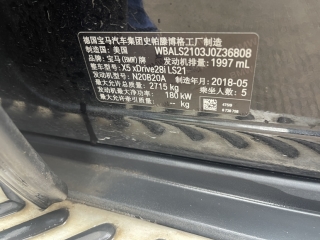 德国宝马汽车集团史帕滕博格工厂制造
制造国：美国 WBALS2103J0Z36808
品牌：宝马(BMW)牌 发动机排量：1997 mL
型号：X5 xDrive28i LS21
发动机型号：N20B20A
最大允许总质量：2715 kg
发动机最大净功率：180 kW 制造年月：2018-05
最大允许牵引质量：-- kg 乘坐人数：5